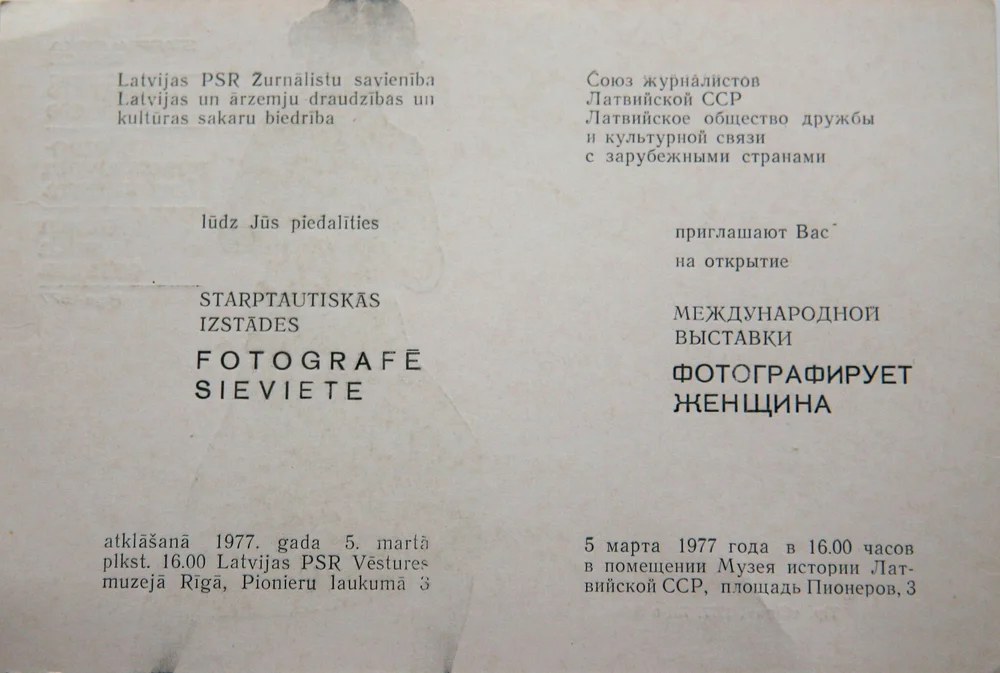 Latvijas PSR Žurnālistu savienība
Latvijas un ārzemju draudzības un
kultūras sakaru biedrība
lūdz Jūs piedalīties
STARPTAUTISKĀS
IZSTĀDES
FOTOGRAFĒ
SIEVIETE
atklāšanā 1977. gada 5. martā
plkst. 16.00 Latvijas PSR Vēstures
muzejā Rīgā, Pionieru laukumā 3
Союз журналистов
Латвийской ССР
Латвийское общество дружбы
и культурной связи
с зарубежными странами
приглашают Вас
на открытие
МЕЖДУНАРОДНОЙ
ВЫСТАВКИ
ФОТОГРАФИРУЕТ
ЖЕНЩИНА
5 марта 1977 года в 16.00 часов
в помещении Музея истории Лат-
вийской ССР, площадь Пионеров, 3